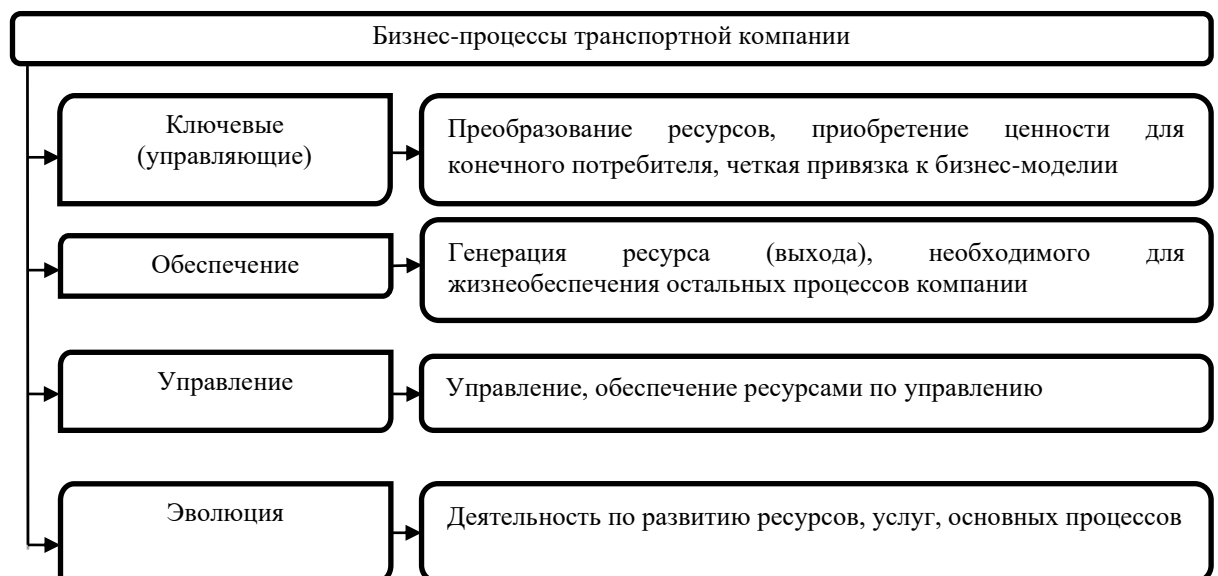 Бизнес-процессы транспортной компании
Ключевые
(управляющие)
Преобразование ресурсов, приобретение ценности для
конечного потребителя, четкая привязка к бизнес-моделии
Обеспечение
Генерация ресурса (выхода), необходимого для
жизнеобеспечения остальных процессов компании
Управление
Управление, обеспечение ресурсами по управлению
Эволюция
Деятельность по развитию ресурсов, услуг, основных процессов